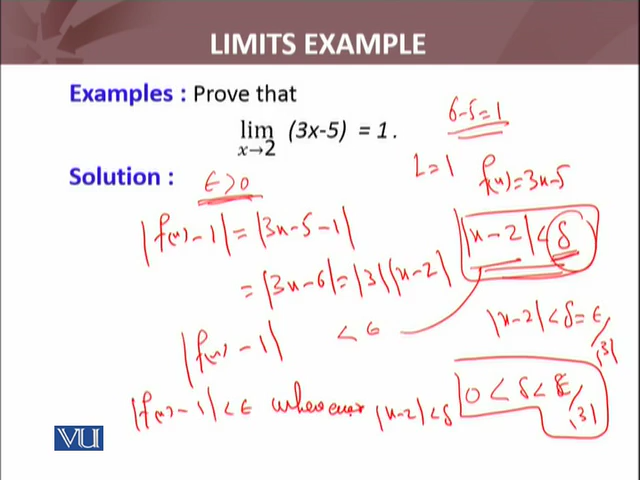 LIMITS EXAMPLE
Examples : Prove that
6-5=1
lim (3x-5) = 1.
x→2
L=1 f(x)=3x-5
Solution : ε>0
|f(x)-1|=|3x-5-1| |x-2|<δ
=|3x-6|=|3||x-2|
|f(x)-1| <ε |x-2|<δ=ε/|3|
|f(x)-1|<ε whenever |x-2|<δ 0<δ<ε/|3|
VU